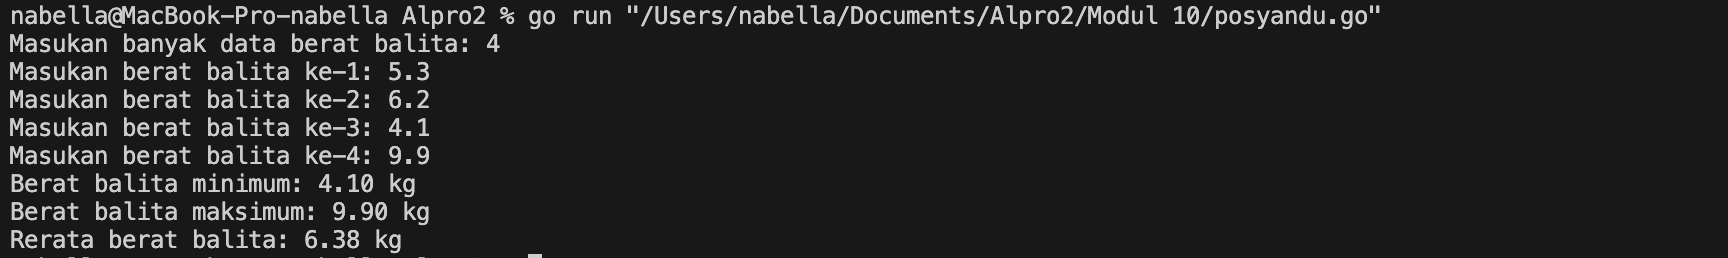 nabella@MacBook-Pro-nabella Alpro2 % go run "/Users/nabella/Documents/Alpro2/Modul 10/posyandu.go"
Masukan banyak data berat balita: 4
Masukan berat balita ke-1: 5.3
Masukan berat balita ke-2: 6.2
Masukan berat balita ke-3: 4.1
Masukan berat balita ke-4: 9.9
Berat balita minimum: 4.10 kg
Berat balita maksimum: 9.90 kg
Rerata berat balita: 6.38 kg